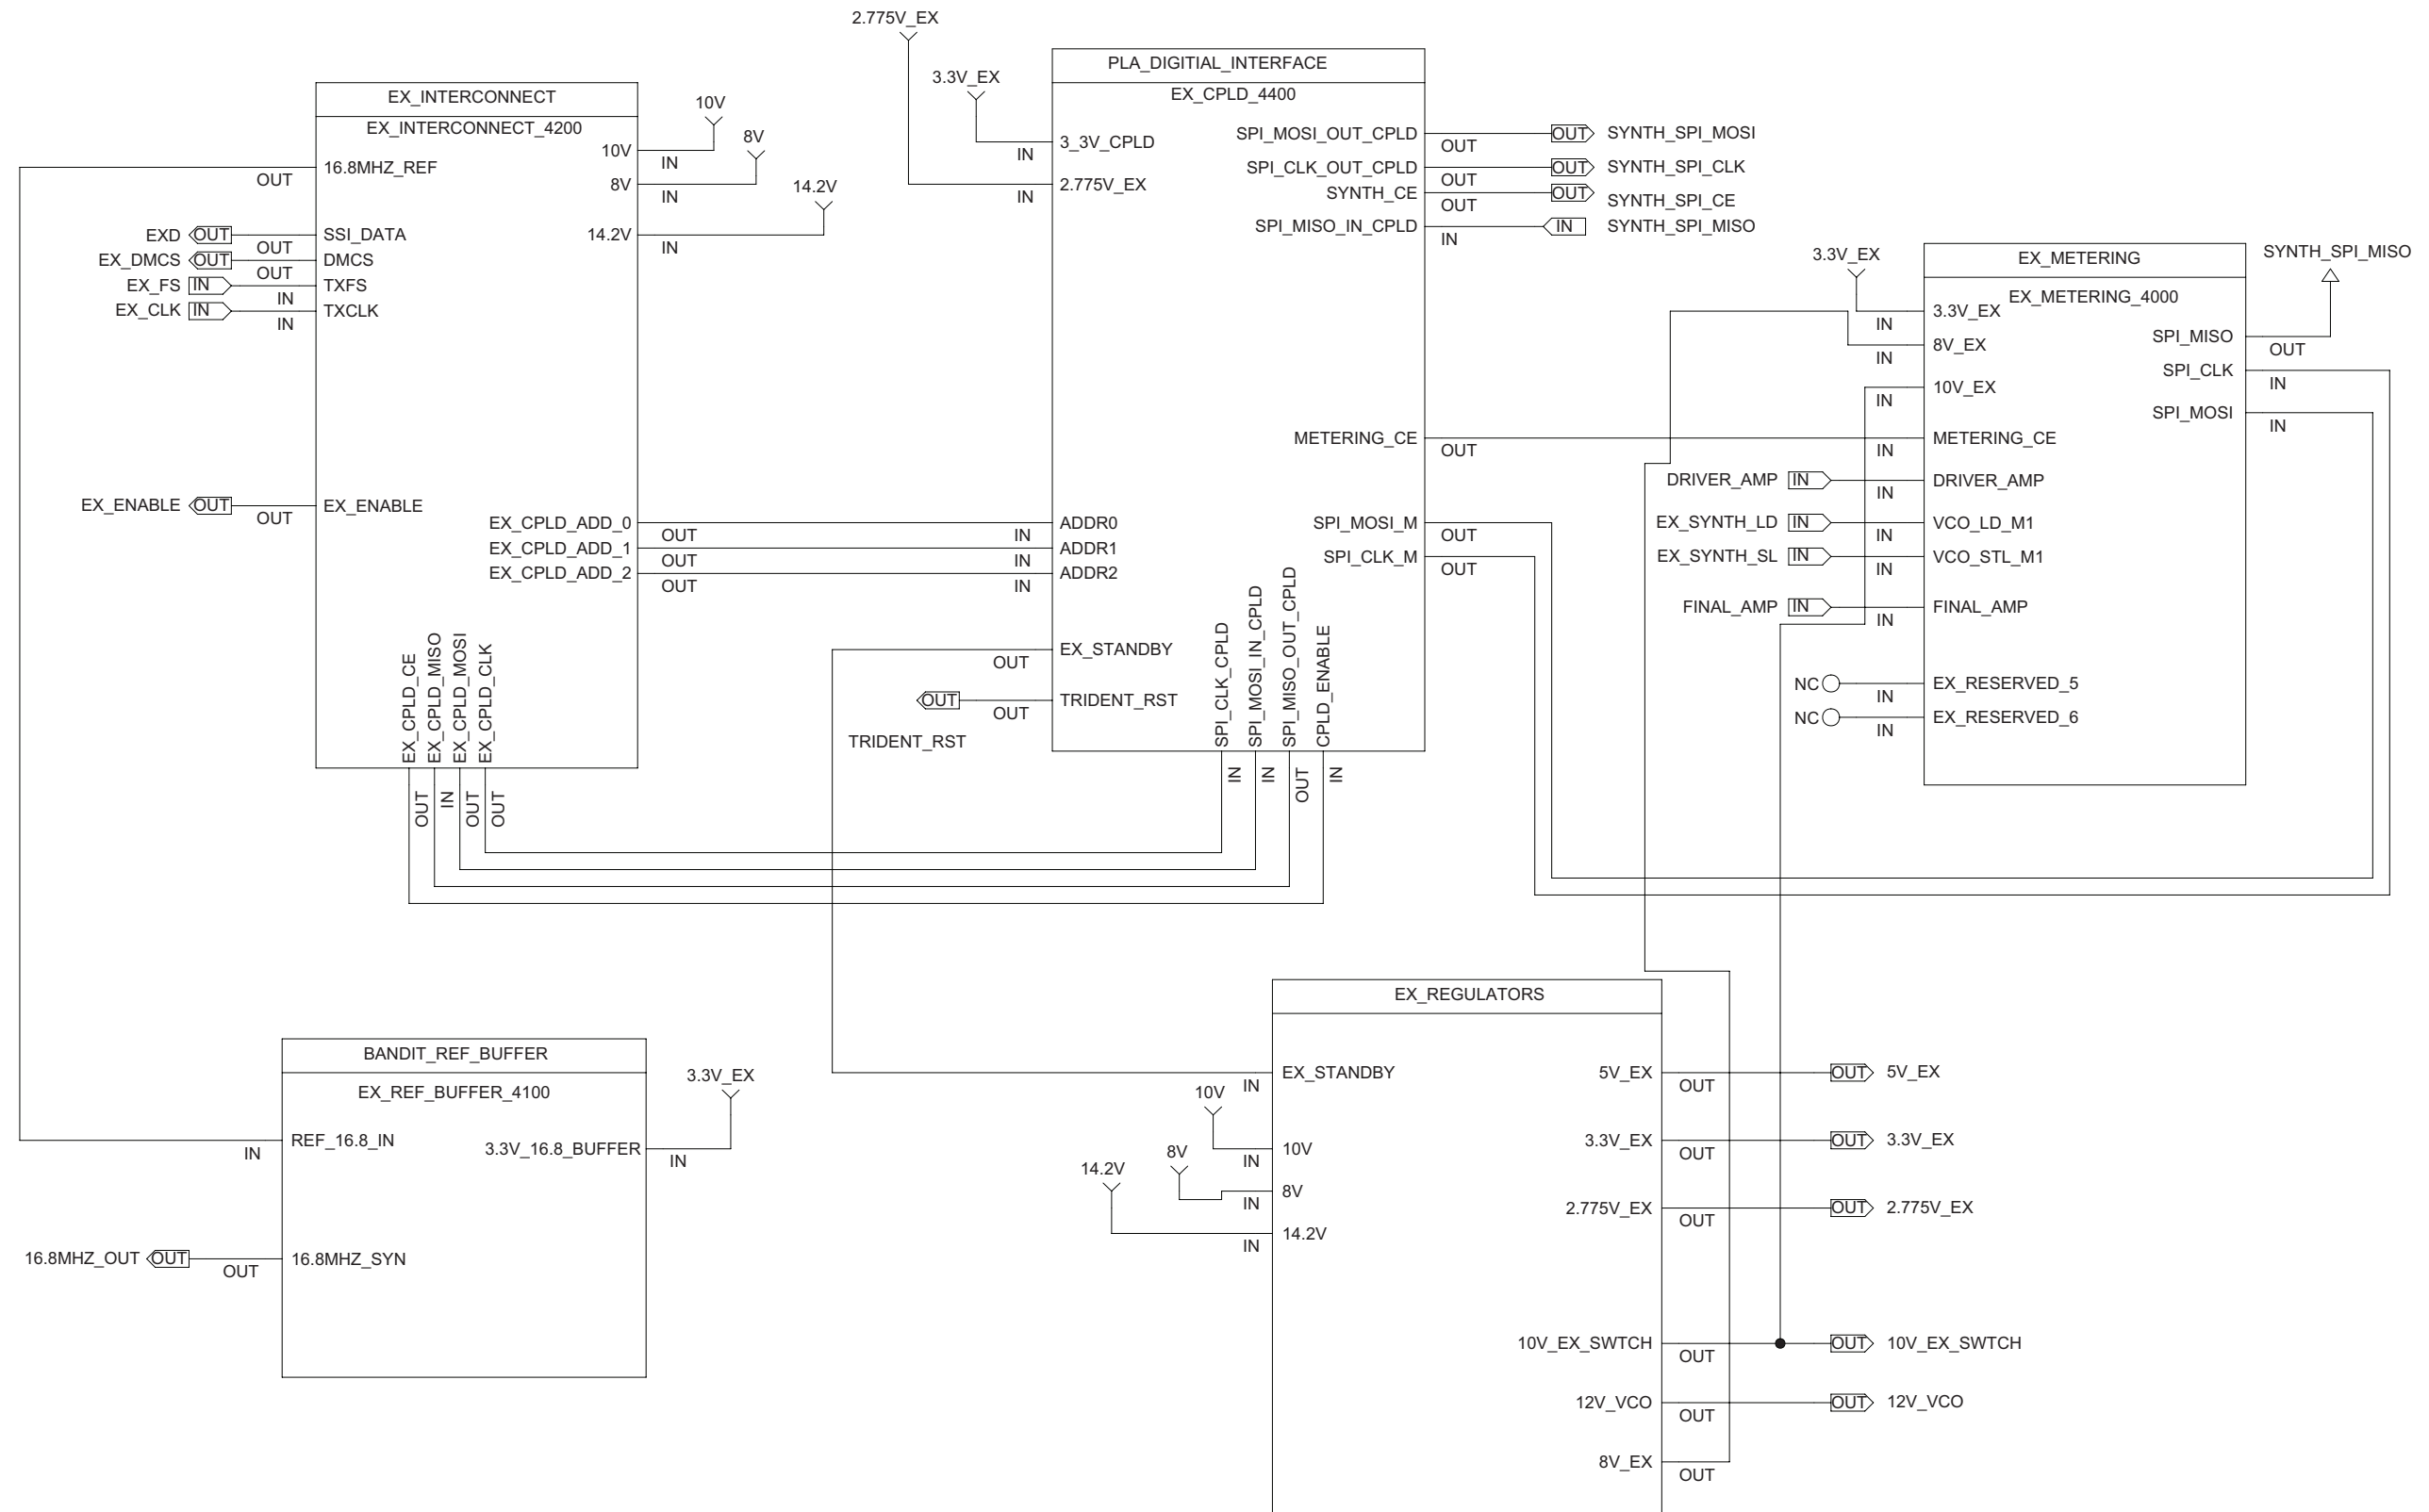 2.775V_EX
3.3V_EX
PLA_DIGITIAL_INTERFACE
EX_CPLD_4400
3_3V_CPLD
IN
2.775V_EX
IN
SPI_MOSI_OUT_CPLD
OUT
OUT
SYNTH_SPI_MOSI
SPI_CLK_OUT_CPLD
OUT
OUT
SYNTH_SPI_CLK
SYNTH_CE
OUT
OUT
SYNTH_SPI_CE
SPI_MISO_IN_CPLD
IN
IN
SYNTH_SPI_MISO
METERING_CE
OUT
SPI_MOSI_M
OUT
SPI_CLK_M
OUT
ADDR0
IN
ADDR1
IN
ADDR2
IN
EX_STANDBY
OUT
TRIDENT_RST
OUT
OUT
TRIDENT_RST
SPI_CLK_CPLD
IN
SPI_MOSI_IN_CPLD
IN
SPI_MISO_OUT_CPLD
OUT
CPLD_ENABLE
IN
EX_INTERCONNECT
EX_INTERCONNECT_4200
16.8MHZ_REF
OUT
10V
IN
10V
8V
IN
8V
14.2V
IN
14.2V
EXD
OUT
OUT
SSI_DATA
EX_DMCS
OUT
OUT
DMCS
EX_FS
IN
IN
TXFS
EX_CLK
IN
IN
TXCLK
EX_ENABLE
OUT
OUT
EX_ENABLE
EX_CPLD_ADD_0
OUT
EX_CPLD_ADD_1
OUT
EX_CPLD_ADD_2
OUT
EX_CPLD_CE
OUT
EX_CPLD_MISO
IN
EX_CPLD_MOSI
OUT
EX_CPLD_CLK
OUT
EX_METERING
EX_METERING_4000
3.3V_EX
3.3V_EX
IN
8V_EX
IN
10V_EX
IN
METERING_CE
IN
DRIVER_AMP
IN
IN
DRIVER_AMP
EX_SYNTH_LD
IN
IN
VCO_LD_M1
EX_SYNTH_SL
IN
IN
VCO_STL_M1
FINAL_AMP
IN
IN
FINAL_AMP
NC
IN
EX_RESERVED_5
NC
IN
EX_RESERVED_6
SPI_MISO
OUT
SYNTH_SPI_MISO
SPI_CLK
IN
SPI_MOSI
IN
BANDIT_REF_BUFFER
EX_REF_BUFFER_4100
REF_16.8_IN
IN
3.3V_16.8_BUFFER
IN
3.3V_EX
16.8MHZ_OUT
OUT
OUT
16.8MHZ_SYN
EX_REGULATORS
EX_STANDBY
IN
10V
10V
IN
8V
8V
IN
14.2V
14.2V
IN
5V_EX
OUT
OUT
5V_EX
3.3V_EX
OUT
OUT
3.3V_EX
2.775V_EX
OUT
OUT
2.775V_EX
10V_EX_SWTCH
OUT
OUT
10V_EX_SWTCH
12V_VCO
OUT
OUT
12V_VCO
8V_EX
OUT